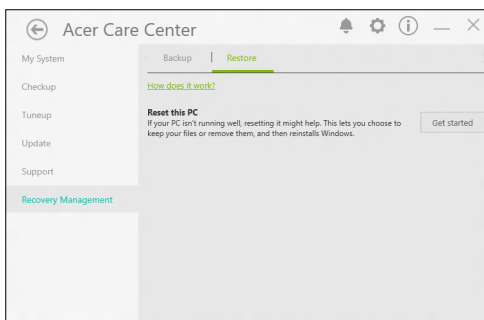 Acer Care Center
My System
Checkup
Tuneup
Update
Support
Recovery Management
Backup | Restore
How does it work?
Reset this PC
If your PC isn't running well, resetting it might help. This lets you choose to
keep your files or remove them, and then reinstalls Windows.
Get started